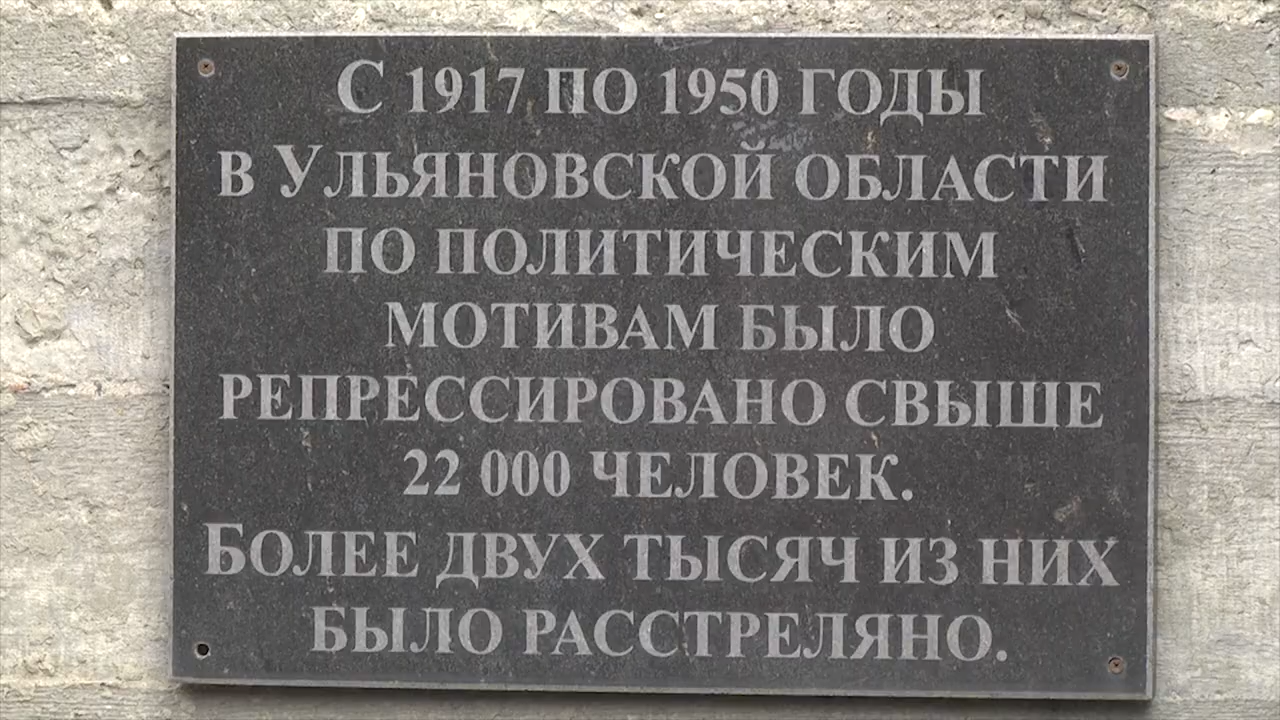 С 1917 ПО 1950 ГОДЫ
В УЛЬЯНОВСКОЙ ОБЛАСТИ
ПО ПОЛИТИЧЕСКИМ
МОТИВАМ БЫЛО
РЕПРЕССИРОВАНО СВЫШЕ
22 000 ЧЕЛОВЕК.
БОЛЕЕ ДВУХ ТЫСЯЧ ИЗ НИХ
БЫЛО РАССТРЕЛЯНО.